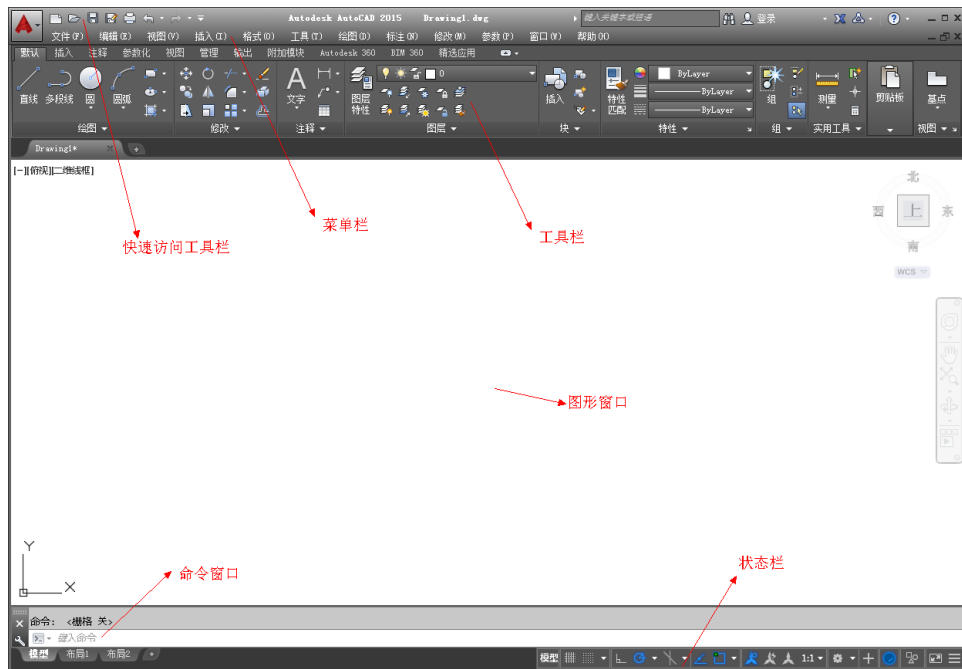 Autodesk AutoCAD 2015 Drawing1.dwg 键入关键字或短语 登录
文件(F) 编辑(E) 视图(V) 插入(I) 格式(O) 工具(T) 绘图(D) 标注(N) 修改(M) 参数(P) 窗口(W) 帮助(H)
默认 插入 注释 参数化 视图 管理 输出 附加模块 Autodesk 360 BIM 360 精选应用
0 ByLayer
直线 多段线 圆 圆弧 A 文字 图层特性 插入 特性匹配 ByLayer 组 测量 剪贴板 基点
ByLayer
绘图 修改 注释 图层 块 特性 组 实用工具 视图
Drawing1*
[-][俯视][二维线框]
北
西 上 东
南
WCS
快速访问工具栏
菜单栏
工具栏
图形窗口
Y
X
命令窗口
状态栏
命令: <栅格 关>
键入命令
模型 布局1 布局2 +
模型 1:1